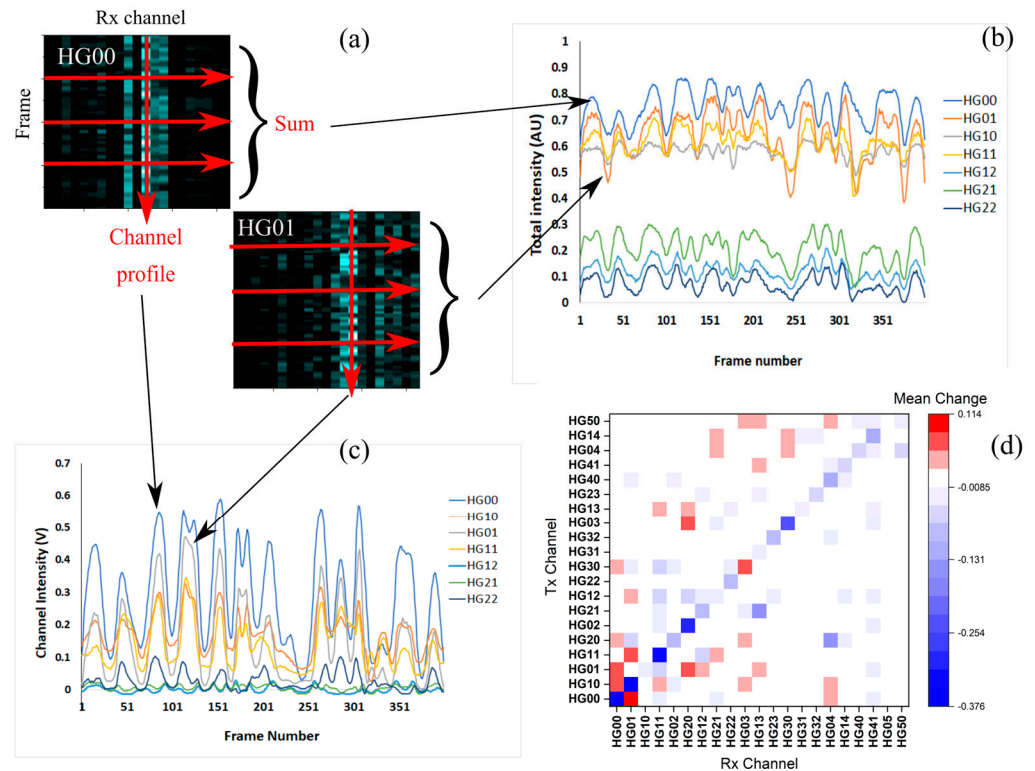 Rx channel
(a)
HG00
Frame
Sum
Channel
profile
HG01
(b)
Total intensity (AU)
1
0.9
0.8
0.7
0.6
0.5
0.4
0.3
0.2
0.1
0
1 51 101 151 201 251 301 351
Frame number
HG00
HG01
HG10
HG11
HG12
HG21
HG22
(c)
Channel Intensity (V)
0.7
0.6
0.5
0.4
0.3
0.2
0.1
0
1 51 101 151 201 251 301 351
Frame Number
HG00
HG10
HG01
HG11
HG12
HG21
HG22
Mean Change
(d)
0.114
-0.0085
-0.131
-0.254
-0.376
Tx Channel
HG50
HG14
HG04
HG41
HG40
HG23
HG13
HG03
HG32
HG31
HG30
HG22
HG12
HG21
HG02
HG20
HG11
HG01
HG10
HG00
HG00 HG01 HG10 HG11 HG02 HG20 HG12 HG21 HG22 HG03 HG13 HG30 HG31 HG32 HG04 HG14 HG40 HG41 HG05 HG50
Rx Channel